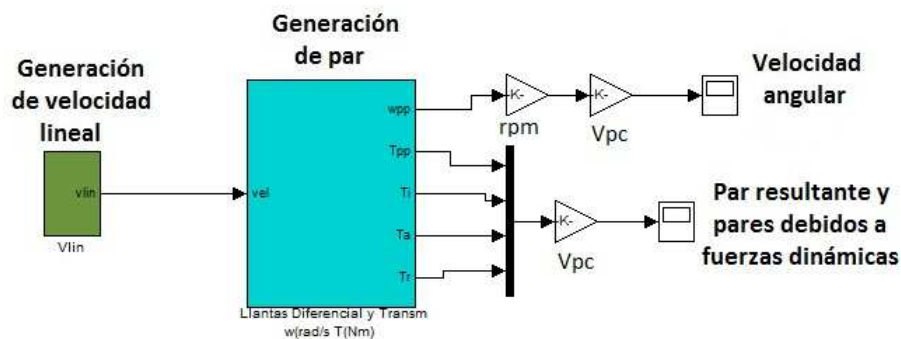 Generación
de velocidad
lineal
vlin
Vlin
Generación
de par
vel
wpp
Tpp
Ti
Ta
Tr
Llantas Diferencial y Transm
w(rad/s T(Nm)
K-
rpm
K-
Vpc
Velocidad
angular
K-
Vpc
Par resultante y
pares debidos a
fuerzas dinámicas